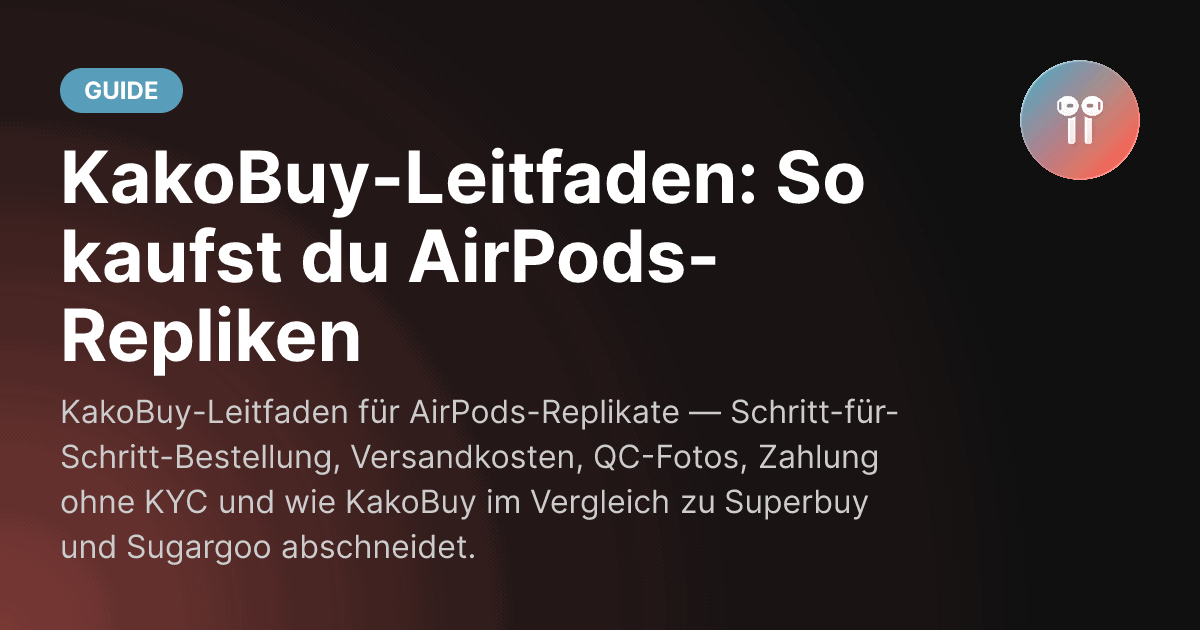 GUIDE
KakoBuy-Leitfaden: So
kaufst du AirPods-
Repliken
KakoBuy-Leitfaden für AirPods-Replikate — Schritt-für-
Schritt-Bestellung, Versandkosten, QC-Fotos, Zahlung
ohne KYC und wie KakoBuy im Vergleich zu Superbuy
und Sugargoo abschneidet.